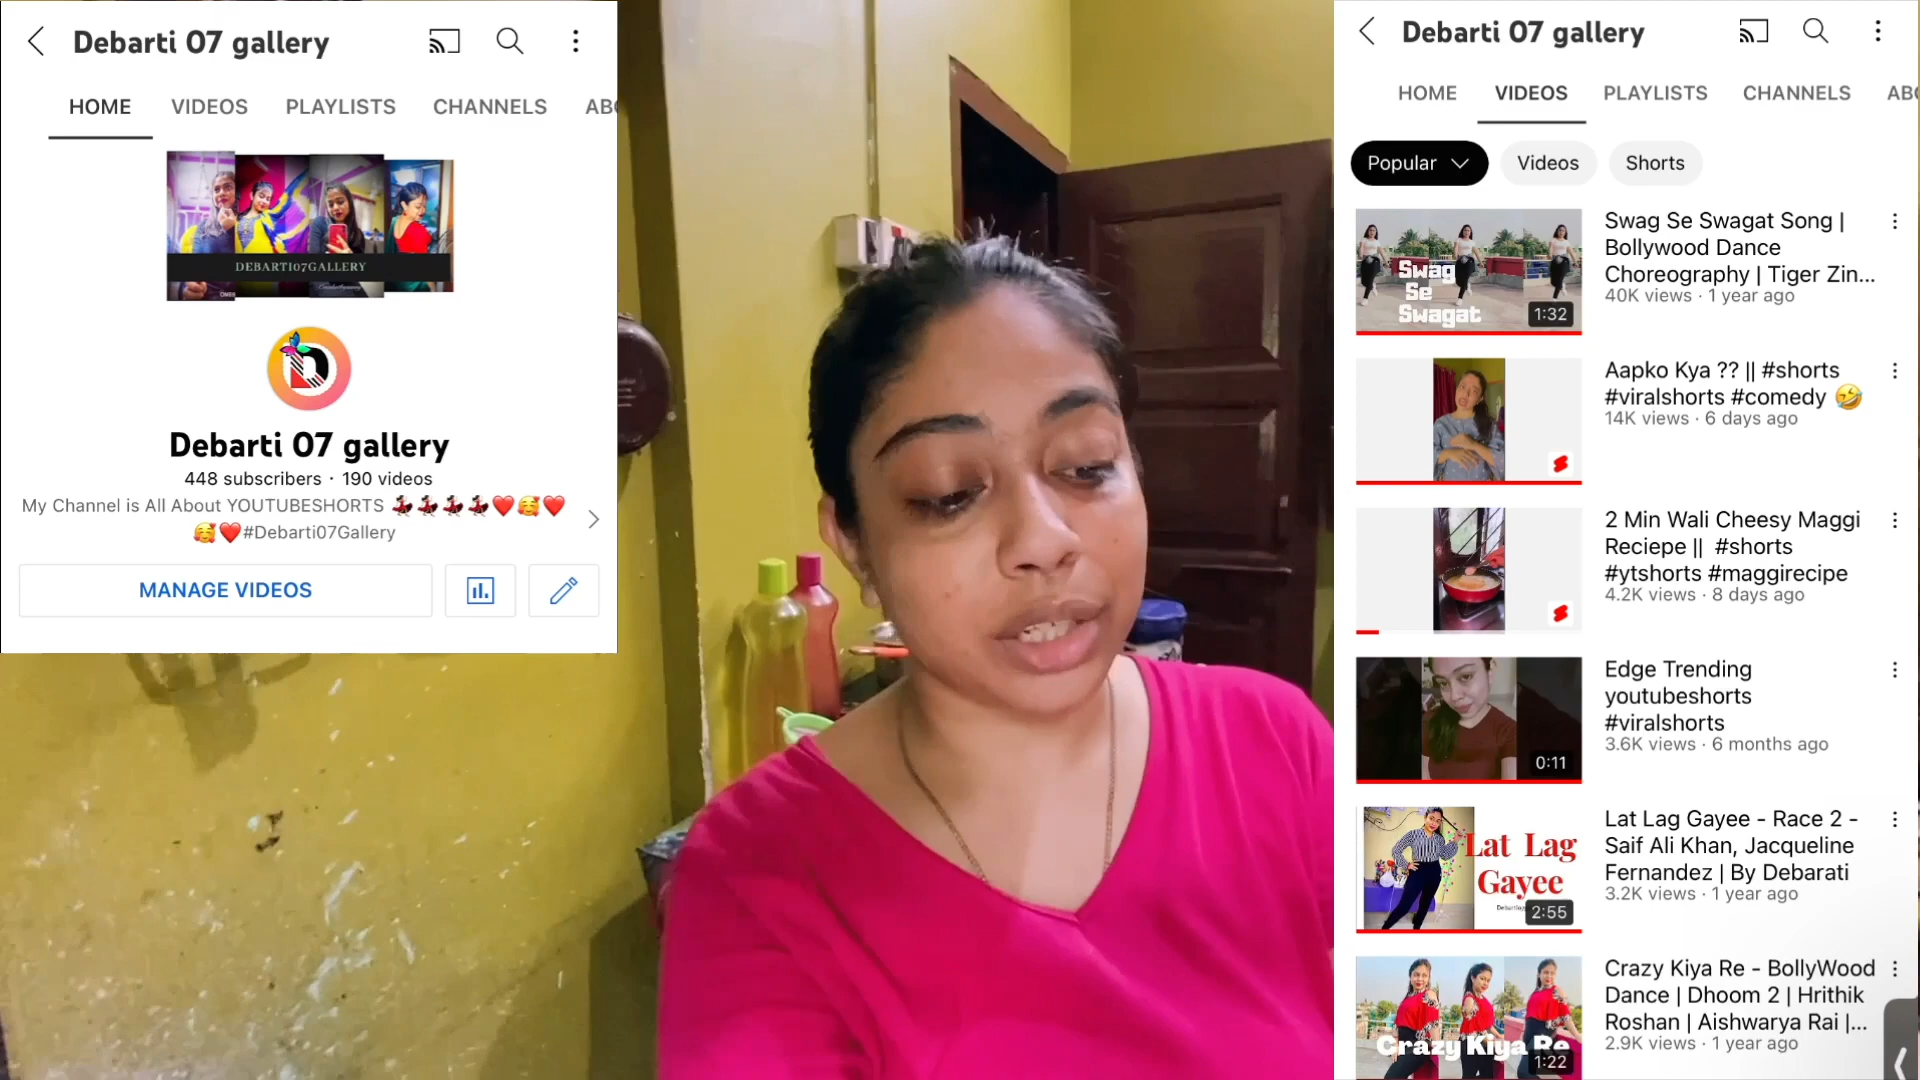 Debarti 07 gallery
HOME VIDEOS PLAYLISTS CHANNELS
DEBARTI07GALLERY
Debarti 07 gallery
448 subscribers · 190 videos
My Channel is All About YOUTUBESHORTS 💃💃💃💃❤️🥰❤️
🥰❤️#Debarti07Gallery
MANAGE VIDEOS
Debarti 07 gallery
HOME VIDEOS PLAYLISTS CHANNELS
Popular Videos Shorts
Swag
Se
Swagat
1:32
Swag Se Swagat Song |
Bollywood Dance
Choreography | Tiger Zin...
40K views · 1 year ago
Aapko Kya ?? || #shorts
#viralshorts #comedy 🤣
14K views · 6 days ago
2 Min Wali Cheesy Maggi
Reciepe || #shorts
#ytshorts #maggirecipe
4.2K views · 8 days ago
0:11
Edge Trending
youtubeshorts
#viralshorts
3.6K views · 6 months ago
Lat Lag
Gayee
2:55
Lat Lag Gayee - Race 2 -
Saif Ali Khan, Jacqueline
Fernandez | By Debarati
3.2K views · 1 year ago
Crazy Kiya Re
1:22
Crazy Kiya Re - BollyWood
Dance | Dhoom 2 | Hrithik
Roshan | Aishwarya Rai |...
2.9K views · 1 year ago